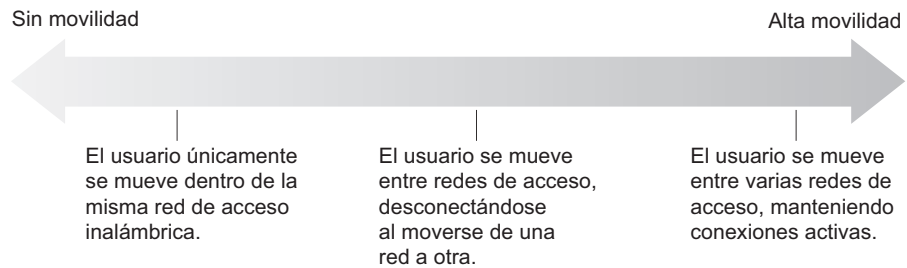 Sin movilidad
Alta movilidad
El usuario únicamente
se mueve dentro de la
misma red de acceso
inalámbrica.
El usuario se mueve
entre redes de acceso,
desconectándose
al moverse de una
red a otra.
El usuario se mueve
entre varias redes de
acceso, manteniendo
conexiones activas.